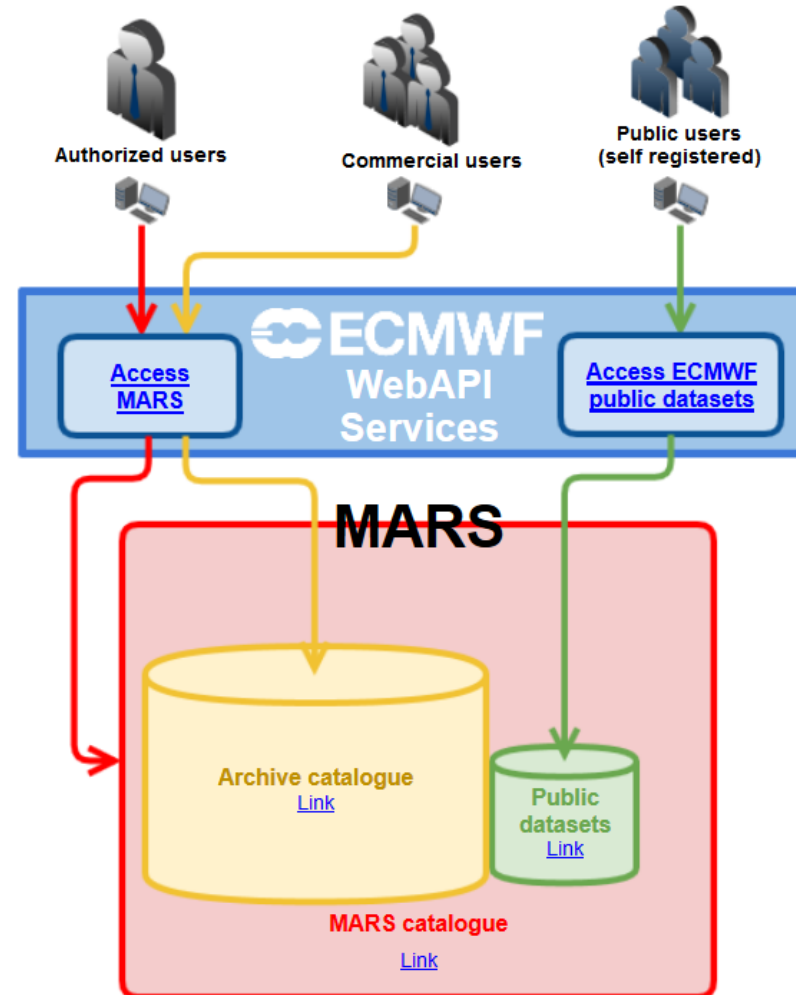 Authorized users
Commercial users
Public users
(self registered)
ECMWF
WebAPI
Services
Access
MARS
Access ECMWF
public datasets
MARS
Archive catalogue
Link
Public
datasets
Link
MARS catalogue
Link